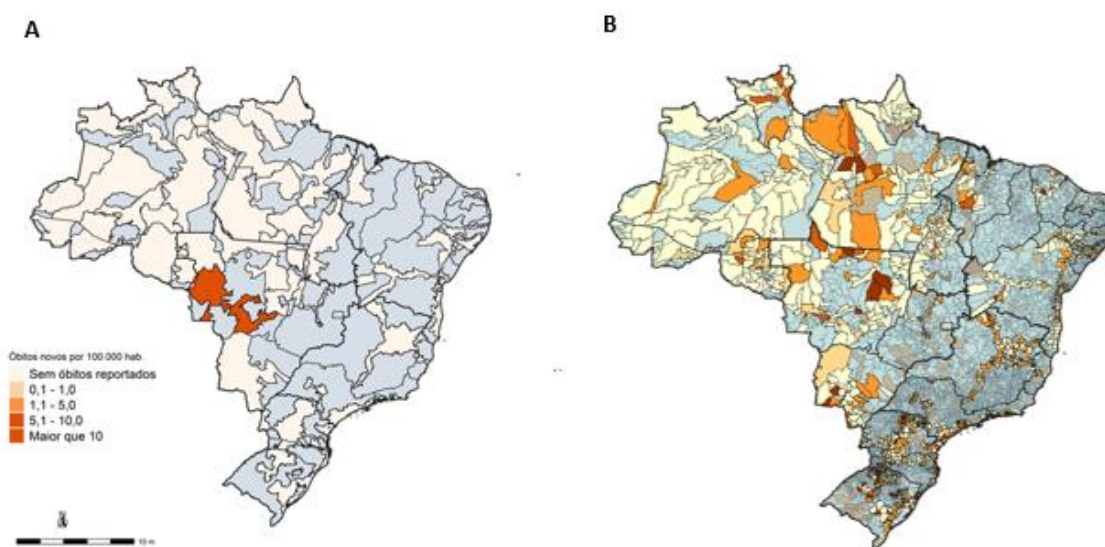 A
B
Óbitos novos por 100.000 hab.
Sem óbitos reportados
0,1 - 1,0
1,1 - 5,0
5,1 - 10,0
Maior que 10